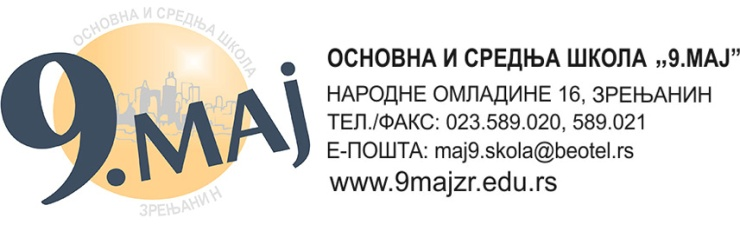 ОСНОВНА И СРЕДЊА ШКОЛА
9.МАЈ
ЗРЕЊАНИН
ОСНОВНА И СРЕДЊА ШКОЛА „9.МАЈ”
НАРОДНЕ ОМЛАДИНЕ 16, ЗРЕЊАНИН
ТЕЛ./ФАКС: 023.589.020, 589.021
Е-ПОШТА: maj9.skola@beotel.rs
www.9majzr.edu.rs